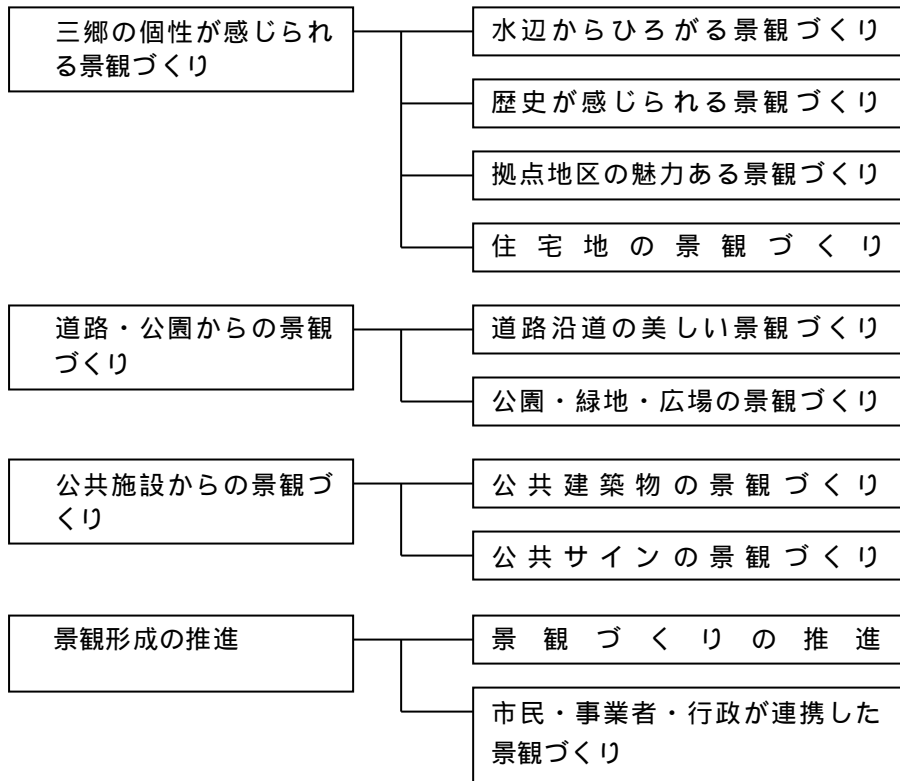 三郷の個性が感じられ
る景観づくり
水辺からひろがる景観づくり
歴史が感じられる景観づくり
拠点地区の魅力ある景観づくり
住宅地の景観づくり
道路・公園からの景観
づくり
道路沿道の美しい景観づくり
公園・緑地・広場の景観づくり
公共施設からの景観づ
くり
公共建築物の景観づくり
公共サインの景観づくり
景観形成の推進
景観づくりの推進
市民・事業者・行政が連携した
景観づくり